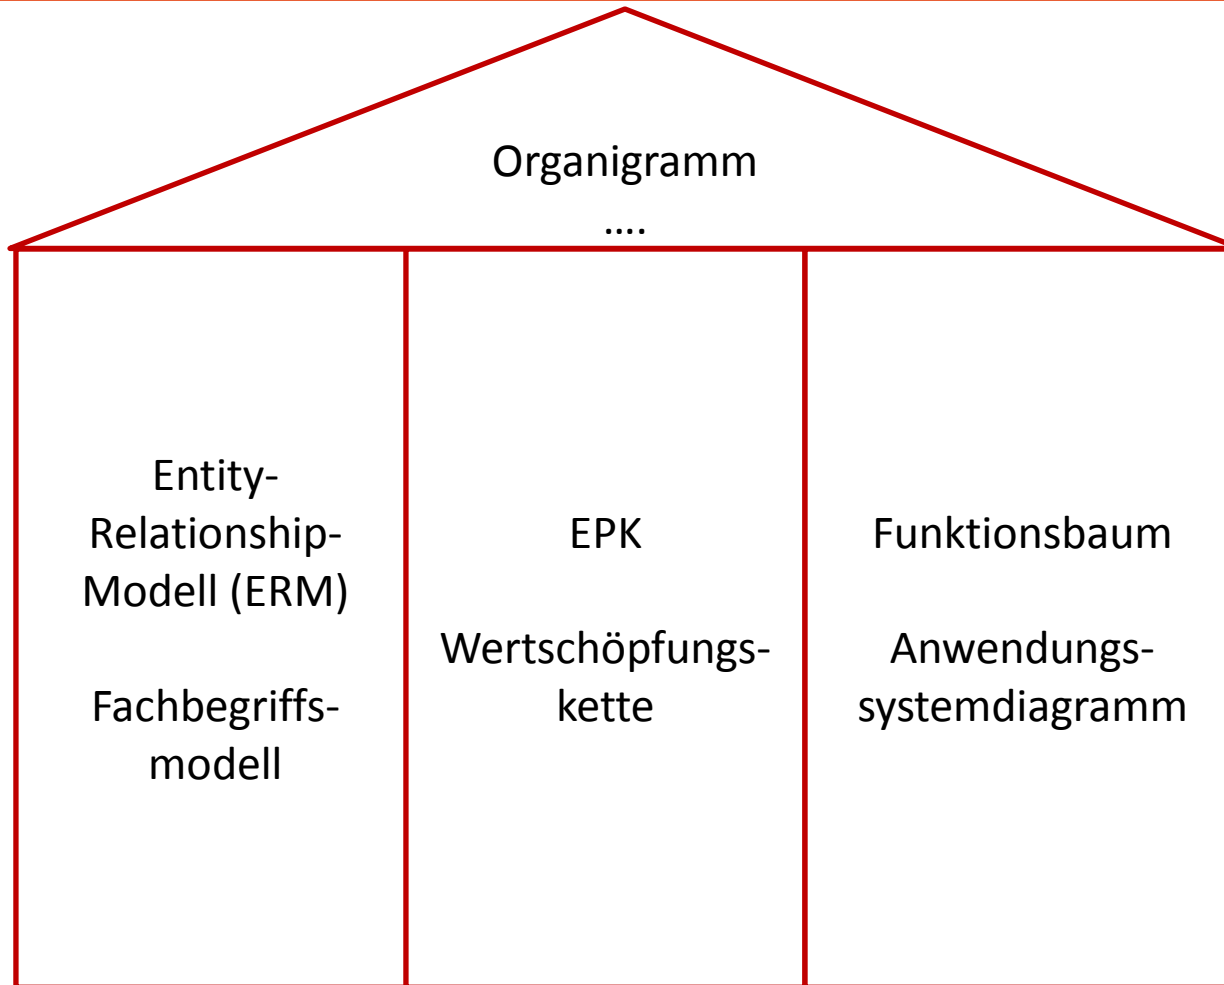 Organigramm
....
Entity-
Relationship-
Modell (ERM)
Fachbegriffs-
modell
EPK
Wertschöpfungs-
kette
Funktionsbaum
Anwendungs-
systemdiagramm